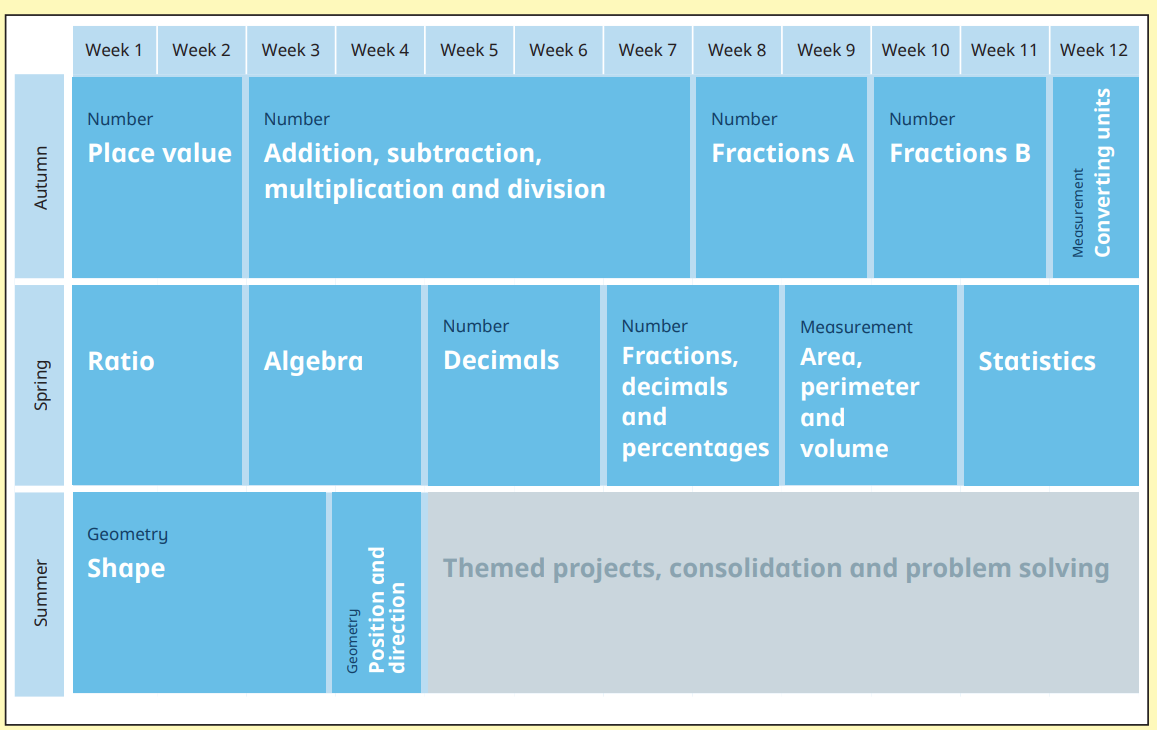 Week 1 Week 2 Week 3 Week 4 Week 5 Week 6 Week 7 Week 8 Week 9 Week 10 Week 11 Week 12
Autumn
Number
Place value
Number
Addition, subtraction,
multiplication and division
Number
Fractions A
Number
Fractions B
Measurement
Converting units
Spring
Ratio
Algebra
Number
Decimals
Number
Fractions,
decimals
and
percentages
Measurement
Area,
perimeter
and
volume
Statistics
Summer
Geometry
Shape
Geometry
Position and
direction
Themed projects, consolidation and problem solving